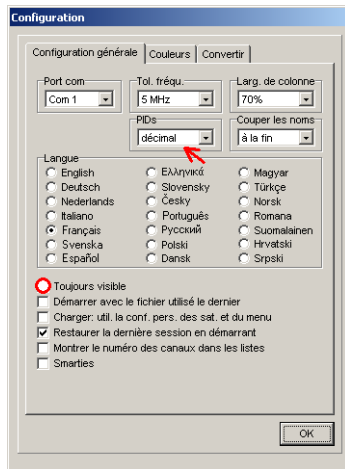 Configuration
Configuration générale Couleurs Convertir
Port com Tol. fréqu. Larg. de colonne
Com 1 5 MHz 70%
PIDs Couper les noms
décimal à la fin
Langue
English Ελληνικά Magyar
Deutsch Slovensky Türkçe
Nederlands Česky Norsk
Italiano Português Romana
Français Русский Suomalainen
Svenska Polski Hrvatski
Español Dansk Srpski
Toujours visible
Démarrer avec le fichier utilisé le dernier
Charger: util. la conf. pers. des sat. et du menu
Restaurer la dernière session en démarrant
Montrer le numéro des canaux dans les listes
Smarties
OK